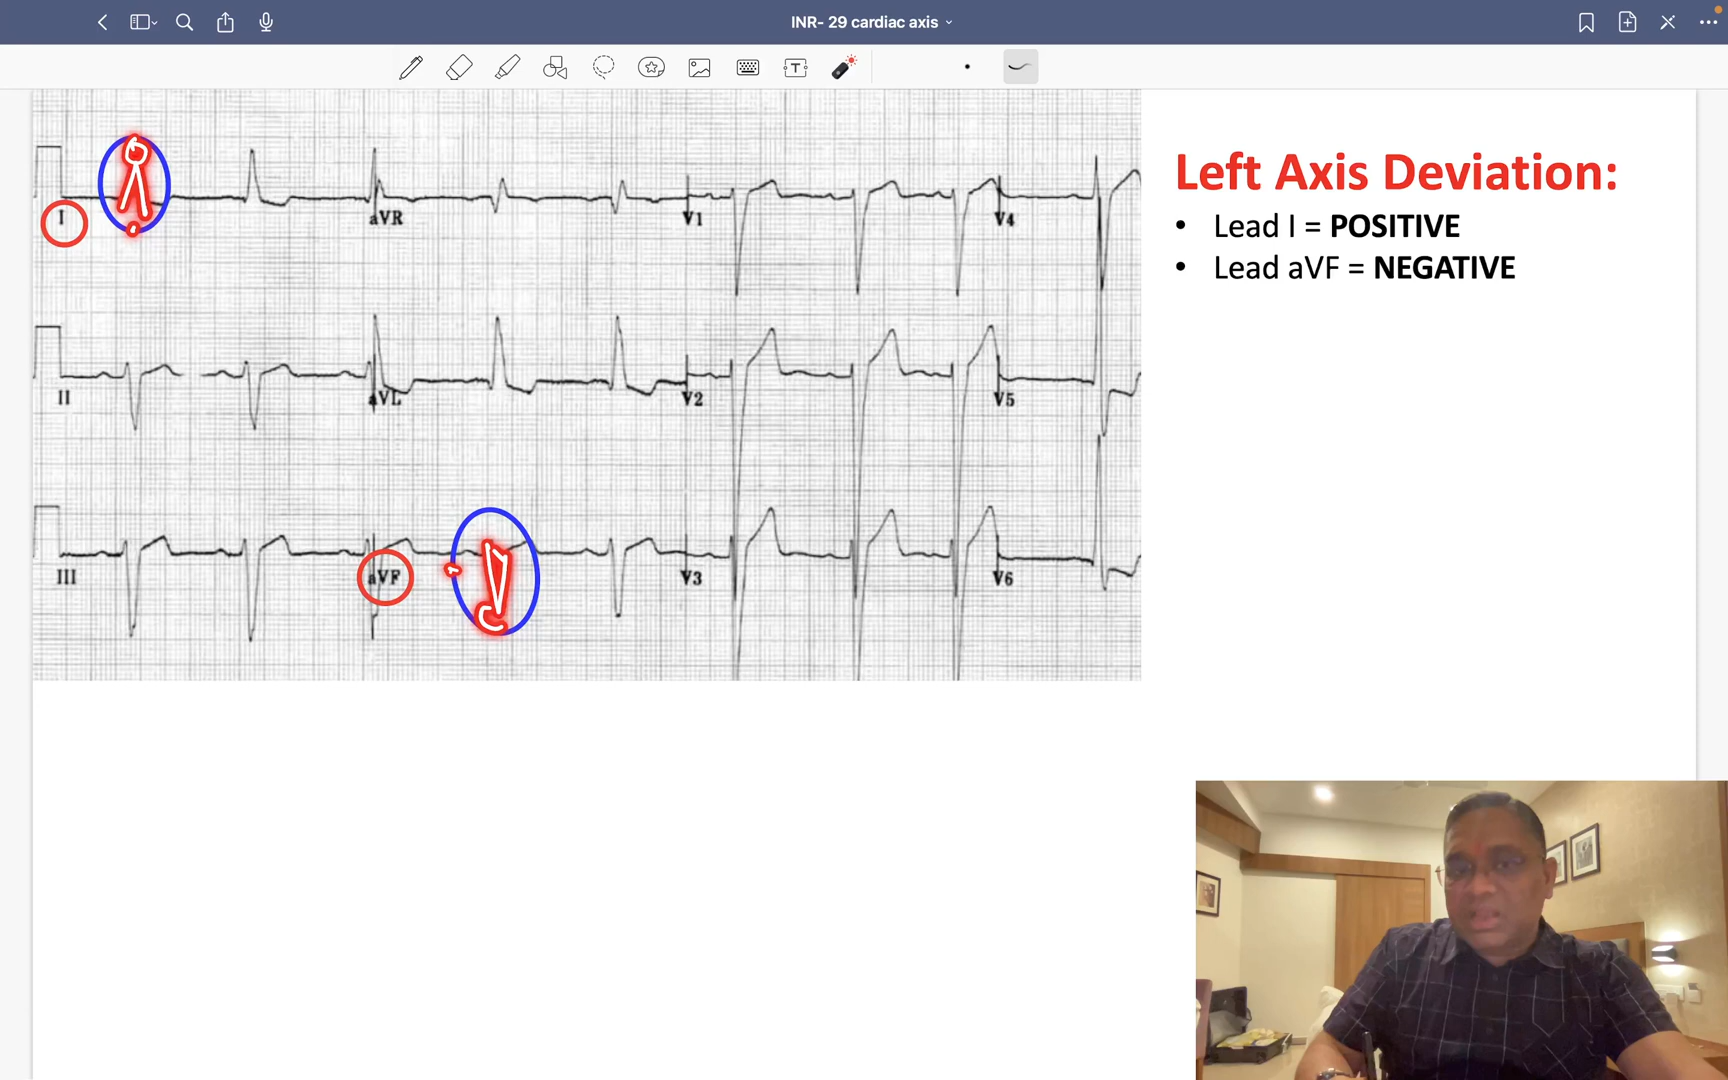 INR- 29 cardiac axis
T
Left Axis Deviation:
• Lead I = POSITIVE
• Lead aVF = NEGATIVE
I
aVR
V1
V4
II
aVL
V2
V5
III
aVF
V3
V6